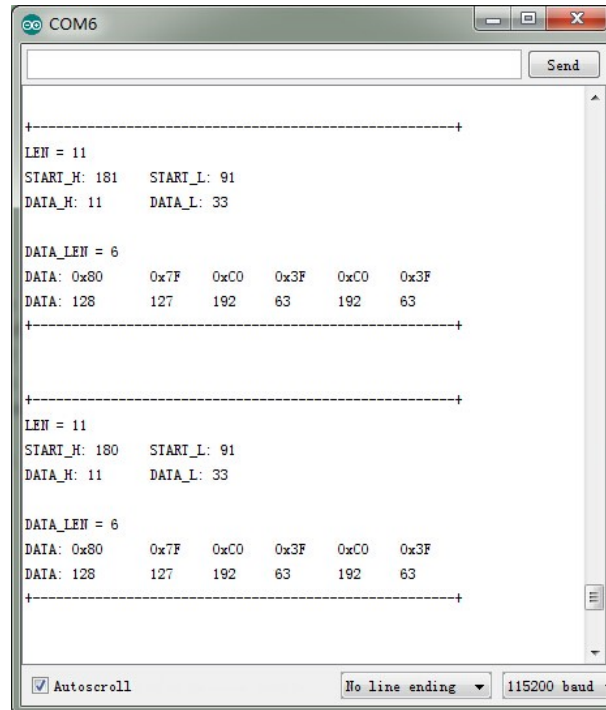 COM6
Send
+------------------------------------------------------+
LEN = 11
START_H: 181 START_L: 91
DATA_H: 11 DATA_L: 33
DATA_LEN = 6
DATA: 0x80 0x7F 0xC0 0x3F 0xC0 0x3F
DATA: 128 127 192 63 192 63
+------------------------------------------------------+
+------------------------------------------------------+
LEN = 11
START_H: 180 START_L: 91
DATA_H: 11 DATA_L: 33
DATA_LEN = 6
DATA: 0x80 0x7F 0xC0 0x3F 0xC0 0x3F
DATA: 128 127 192 63 192 63
+------------------------------------------------------+
Autoscroll No line ending 115200 baud